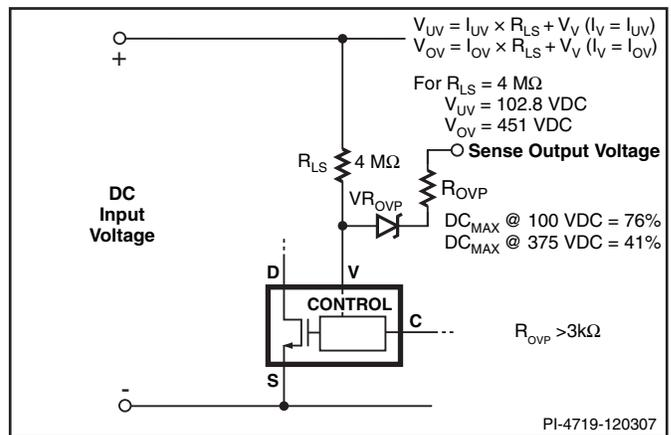 V_UV = I_UV × R_LS + V_V (I_V = I_UV)
V_OV = I_OV × R_LS + V_V (I_V = I_OV)
For R_LS = 4 MΩ
V_UV = 102.8 VDC
V_OV = 451 VDC
Sense Output Voltage
+
R_LS
4 MΩ
R_OVP
VR_OVP
DC
Input
Voltage
DC_MAX @ 100 VDC = 76%
DC_MAX @ 375 VDC = 41%
D
V
CONTROL
C
R_OVP >3kΩ
S
-
PI-4719-120307